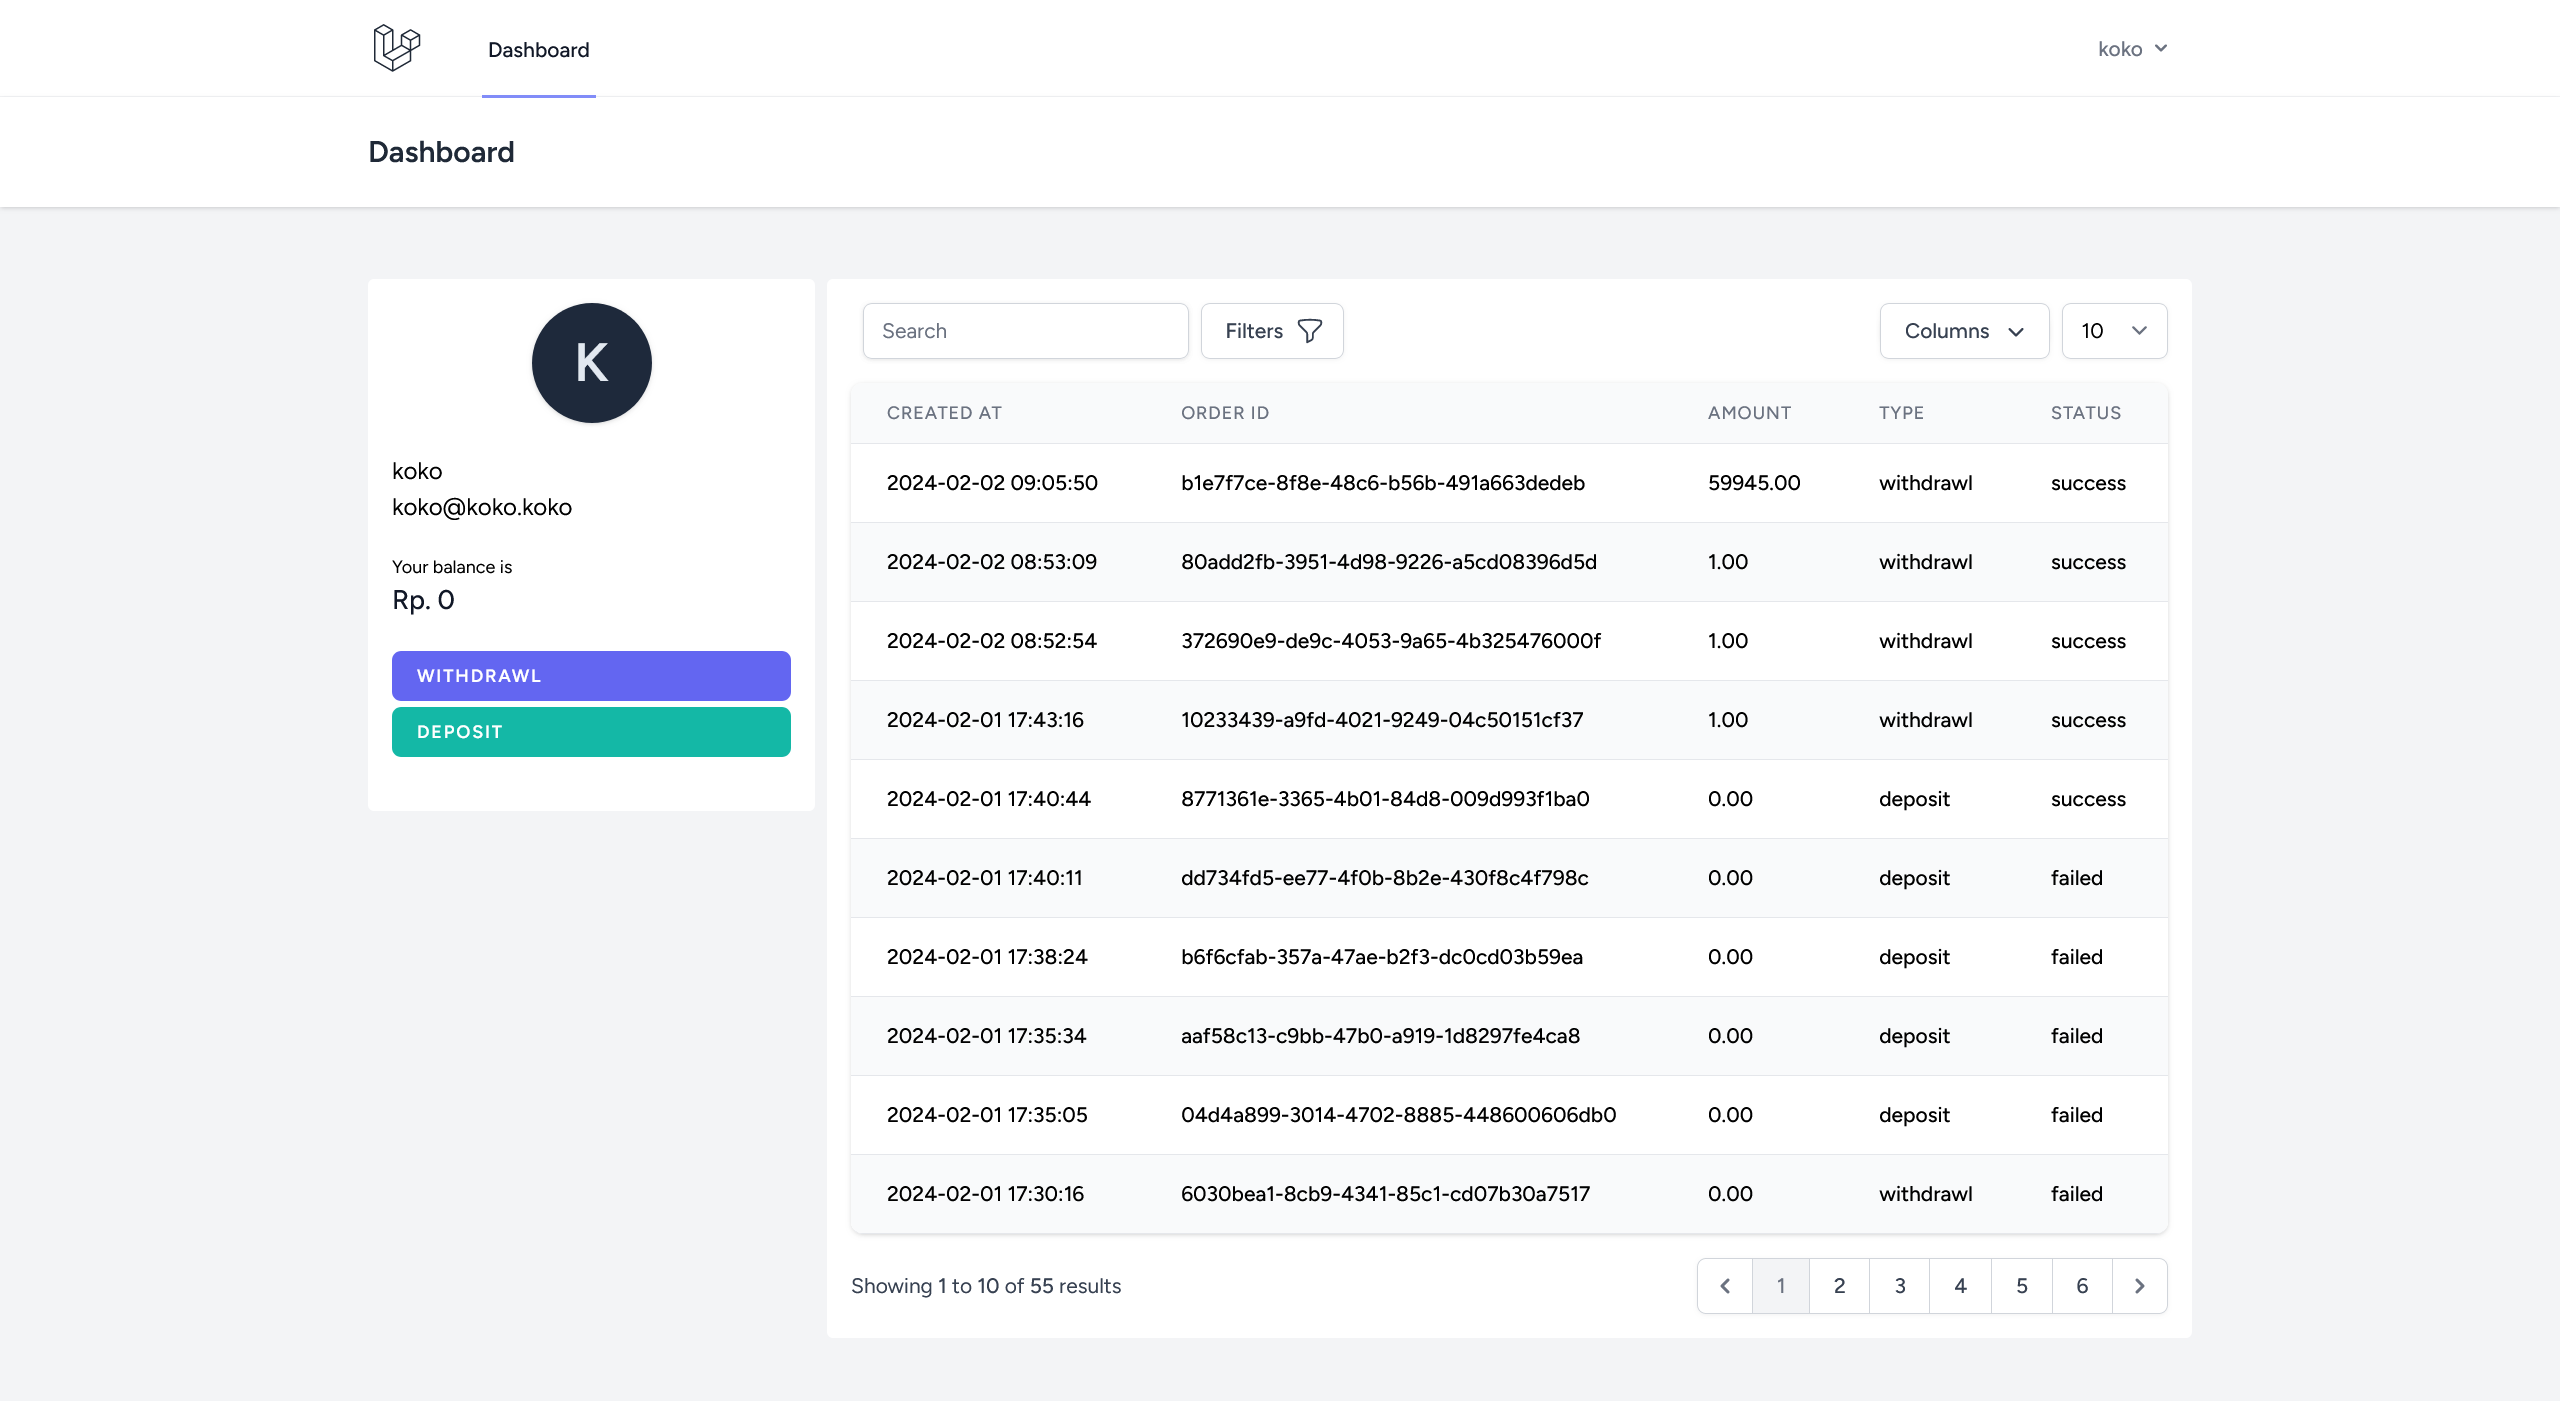 Dashboard
koko
Dashboard
K
koko
koko@koko.koko
Your balance is
Rp. 0
WITHDRAWL
DEPOSIT
Search
Filters
Columns
10
CREATED AT ORDER ID AMOUNT TYPE STATUS
2024-02-02 09:05:50 b1e7f7ce-8f8e-48c6-b56b-491a663dedeb 59945.00 withdrawl success
2024-02-02 08:53:09 80add2fb-3951-4d98-9226-a5cd08396d5d 1.00 withdrawl success
2024-02-02 08:52:54 372690e9-de9c-4053-9a65-4b325476000f 1.00 withdrawl success
2024-02-01 17:43:16 10233439-a9fd-4021-9249-04c50151cf37 1.00 withdrawl success
2024-02-01 17:40:44 8771361e-3365-4b01-84d8-009d993f1ba0 0.00 deposit success
2024-02-01 17:40:11 dd734fd5-ee77-4f0b-8b2e-430f8c4f798c 0.00 deposit failed
2024-02-01 17:38:24 b6f6cfab-357a-47ae-b2f3-dc0cd03b59ea 0.00 deposit failed
2024-02-01 17:35:34 aaf58c13-c9bb-47b0-a919-1d8297fe4ca8 0.00 deposit failed
2024-02-01 17:35:05 04d4a899-3014-4702-8885-448600606db0 0.00 deposit failed
2024-02-01 17:30:16 6030bea1-8cb9-4341-85c1-cd07b30a7517 0.00 withdrawl failed
Showing 1 to 10 of 55 results
1 2 3 4 5 6